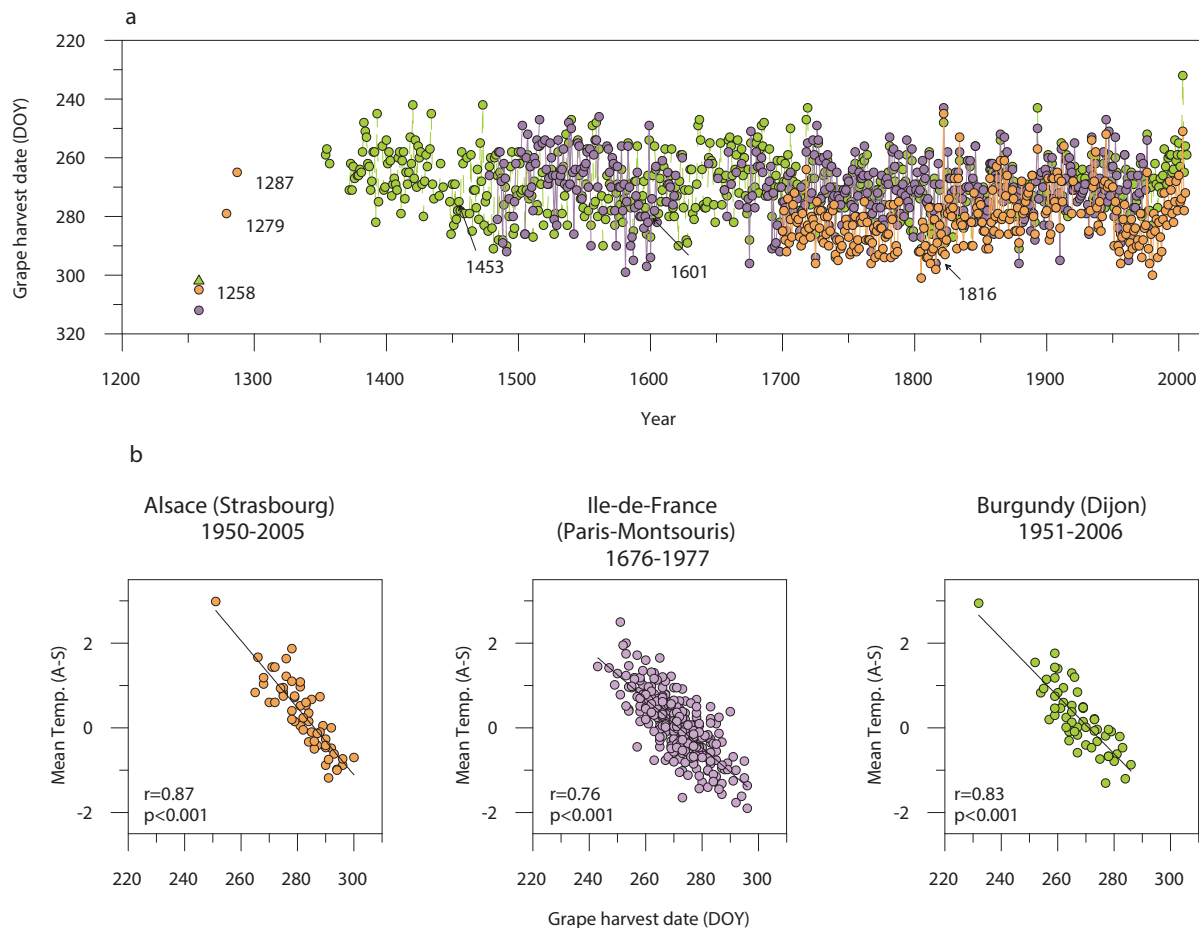 a
220
240
260
280
300
320
Grape harvest date (DOY)
1287
1279
1258
1453
1601
1816
1200
1300
1400
1500
1600
1700
1800
1900
2000
Year
b
Alsace (Strasbourg)
1950-2005
Ile-de-France
(Paris-Montsouris)
1676-1977
Burgundy (Dijon)
1951-2006
Mean Temp. (A-S)
2
0
-2
r=0.87
p<0.001
220
240
260
280
300
Mean Temp. (A-S)
2
0
-2
r=0.76
p<0.001
220
240
260
280
300
Mean Temp. (A-S)
2
0
-2
r=0.83
p<0.001
220
240
260
280
300
Grape harvest date (DOY)